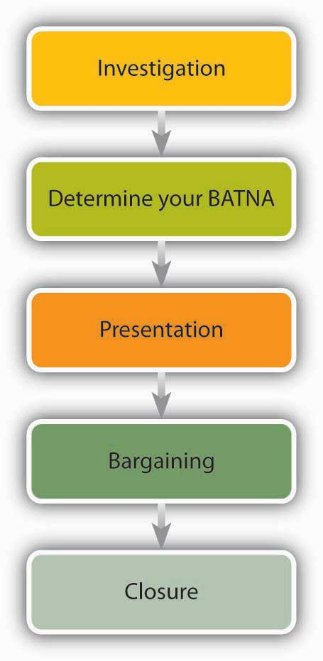 Investigation
Determine your BATNA
Presentation
Bargaining
Closure